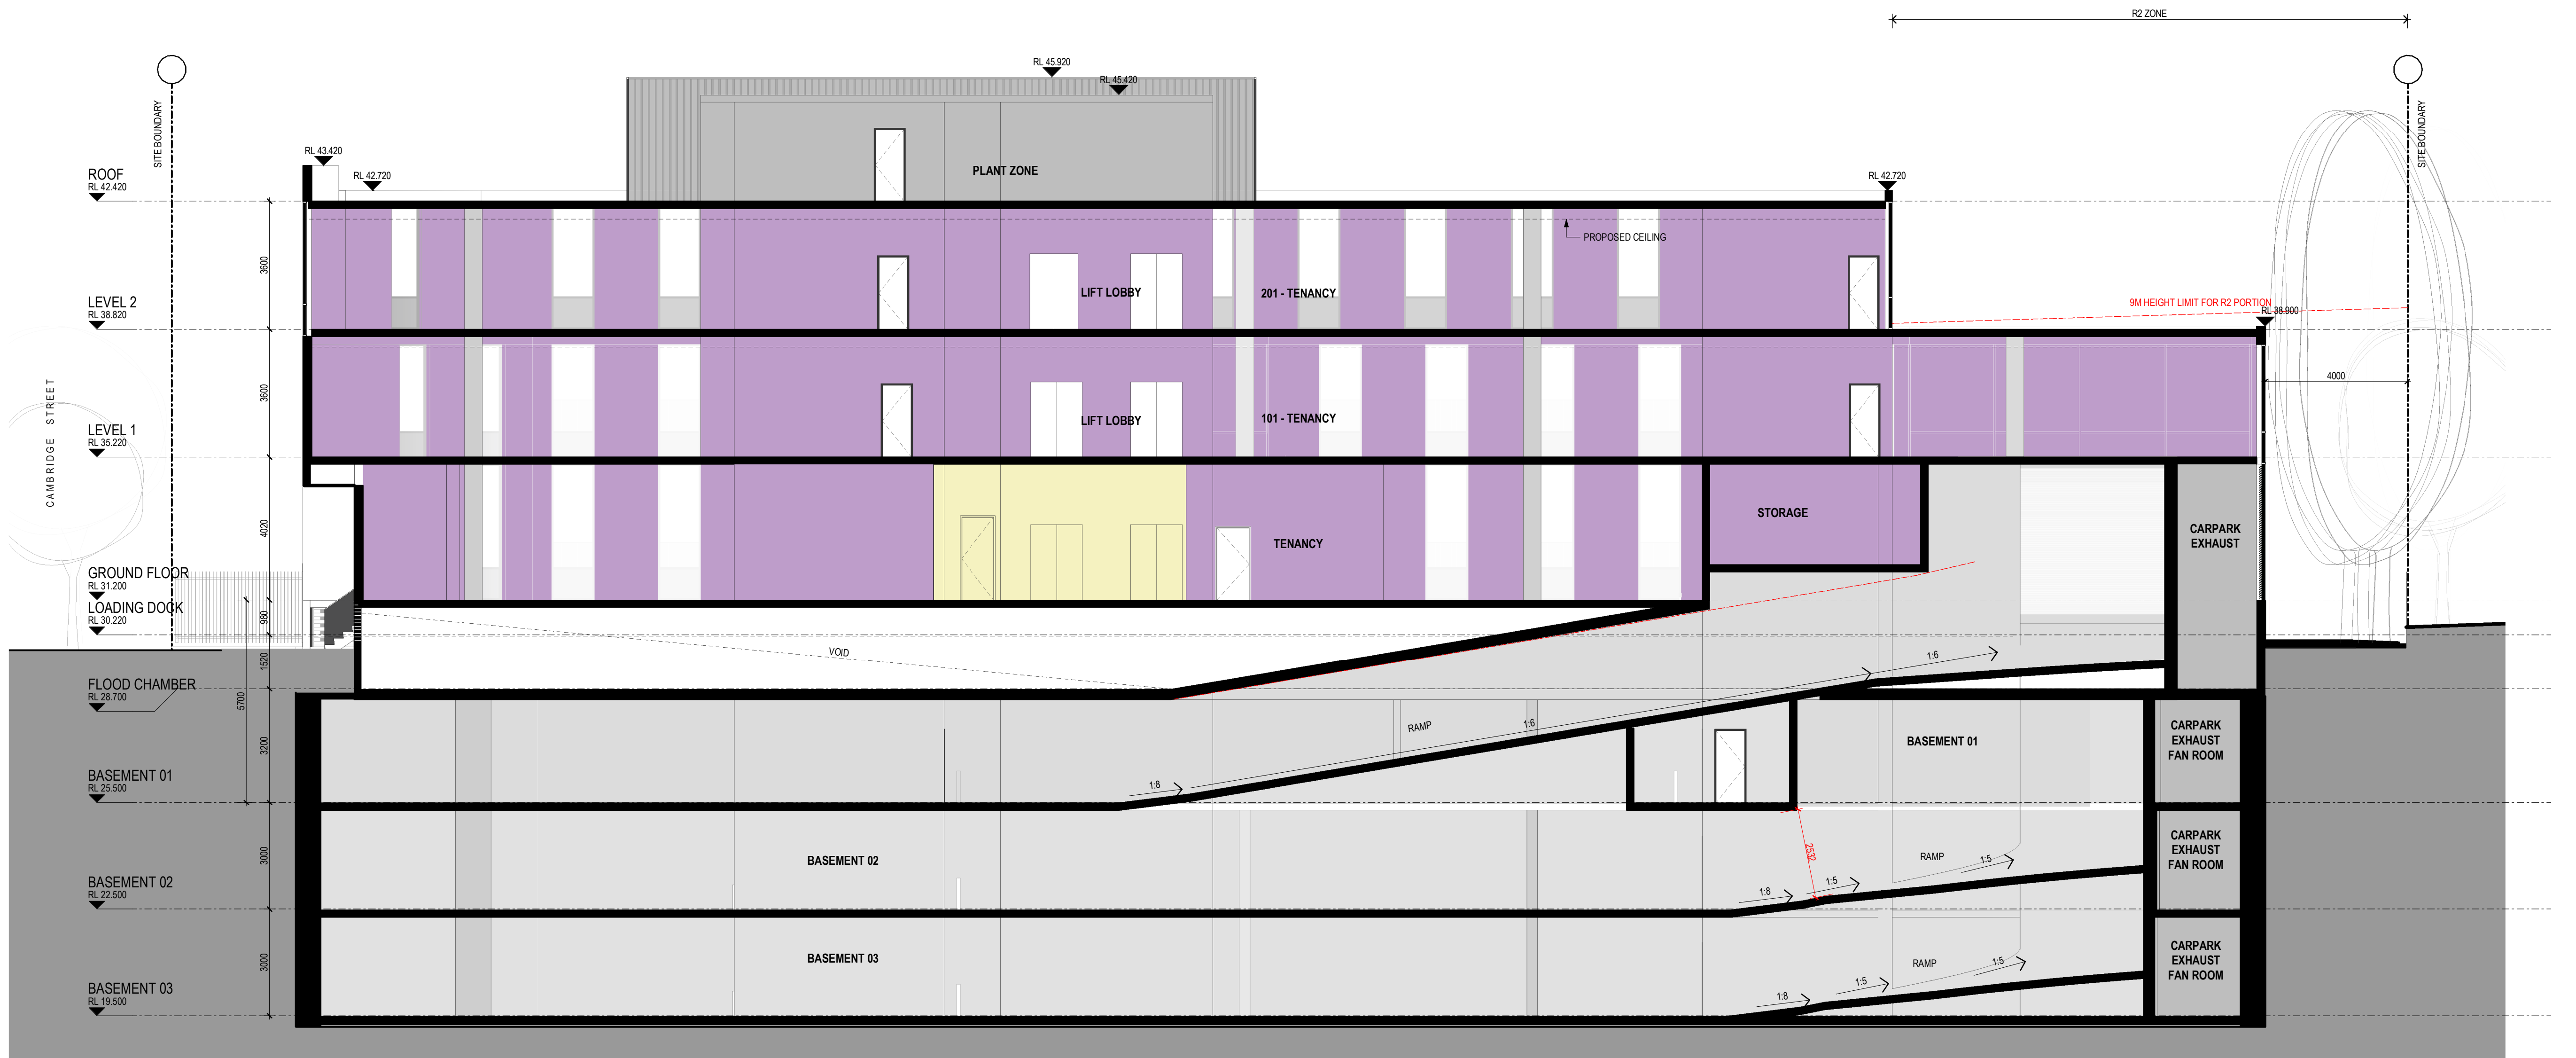 R2 ZONE
SITE BOUNDARY
RL 45.920
RL 45.420
SITE BOUNDARY
RL 43.420
RL 42.720
PLANT ZONE
RL 42.720
ROOF
RL 42.420
PROPOSED CEILING
3600
LIFT LOBBY
201 - TENANCY
LEVEL 2
RL 38.820
9M HEIGHT LIMIT FOR R2 PORTION
RL 38.900
CAMBRIDGE STREET
3600
4000
LIFT LOBBY
101 - TENANCY
LEVEL 1
RL 35.220
4020
STORAGE
TENANCY
CARPARK
EXHAUST
GROUND FLOOR
RL 31.200
LOADING DOCK
RL 30.220
980
1520
VOID
1:6
FLOOD CHAMBER
RL 28.700
5700
3200
RAMP
1:6
BASEMENT 01
CARPARK
EXHAUST
FAN ROOM
BASEMENT 01
RL 25.500
1:8
3000
BASEMENT 02
2532
RAMP
1:5
CARPARK
EXHAUST
FAN ROOM
BASEMENT 02
RL 22.500
1:8
1:5
3000
BASEMENT 03
RAMP
1:5
CARPARK
EXHAUST
FAN ROOM
BASEMENT 03
RL 19.500
1:8
1:5